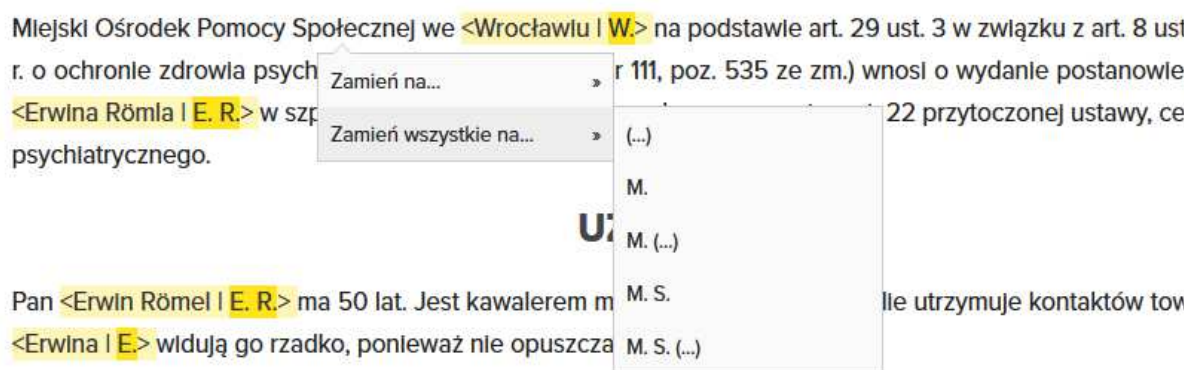 Miejski Ośrodek Pomocy Społecznej we <Wrocławiu | W.> na podstawie art. 29 ust. 3 w związku z art. 8 ust
r. o ochronie zdrowia psych
Zamień na... »
r 111, poz. 535 ze zm.) wnosi o wydanie postanowie
<Erwina Römla | E. R.> w szp
22 przytoczonej ustawy, ce
Zamień wszystkie na... »
(...)
psychiatrycznego.
M.
UZ
M. (...)
Pan <Erwin Römel | E. R.> ma 50 lat. Jest kawalerem m
M. S.
lie utrzymuje kontaktów tow
<Erwina | E.> widują go rzadko, ponieważ nie opuszcza
M. S. (...)